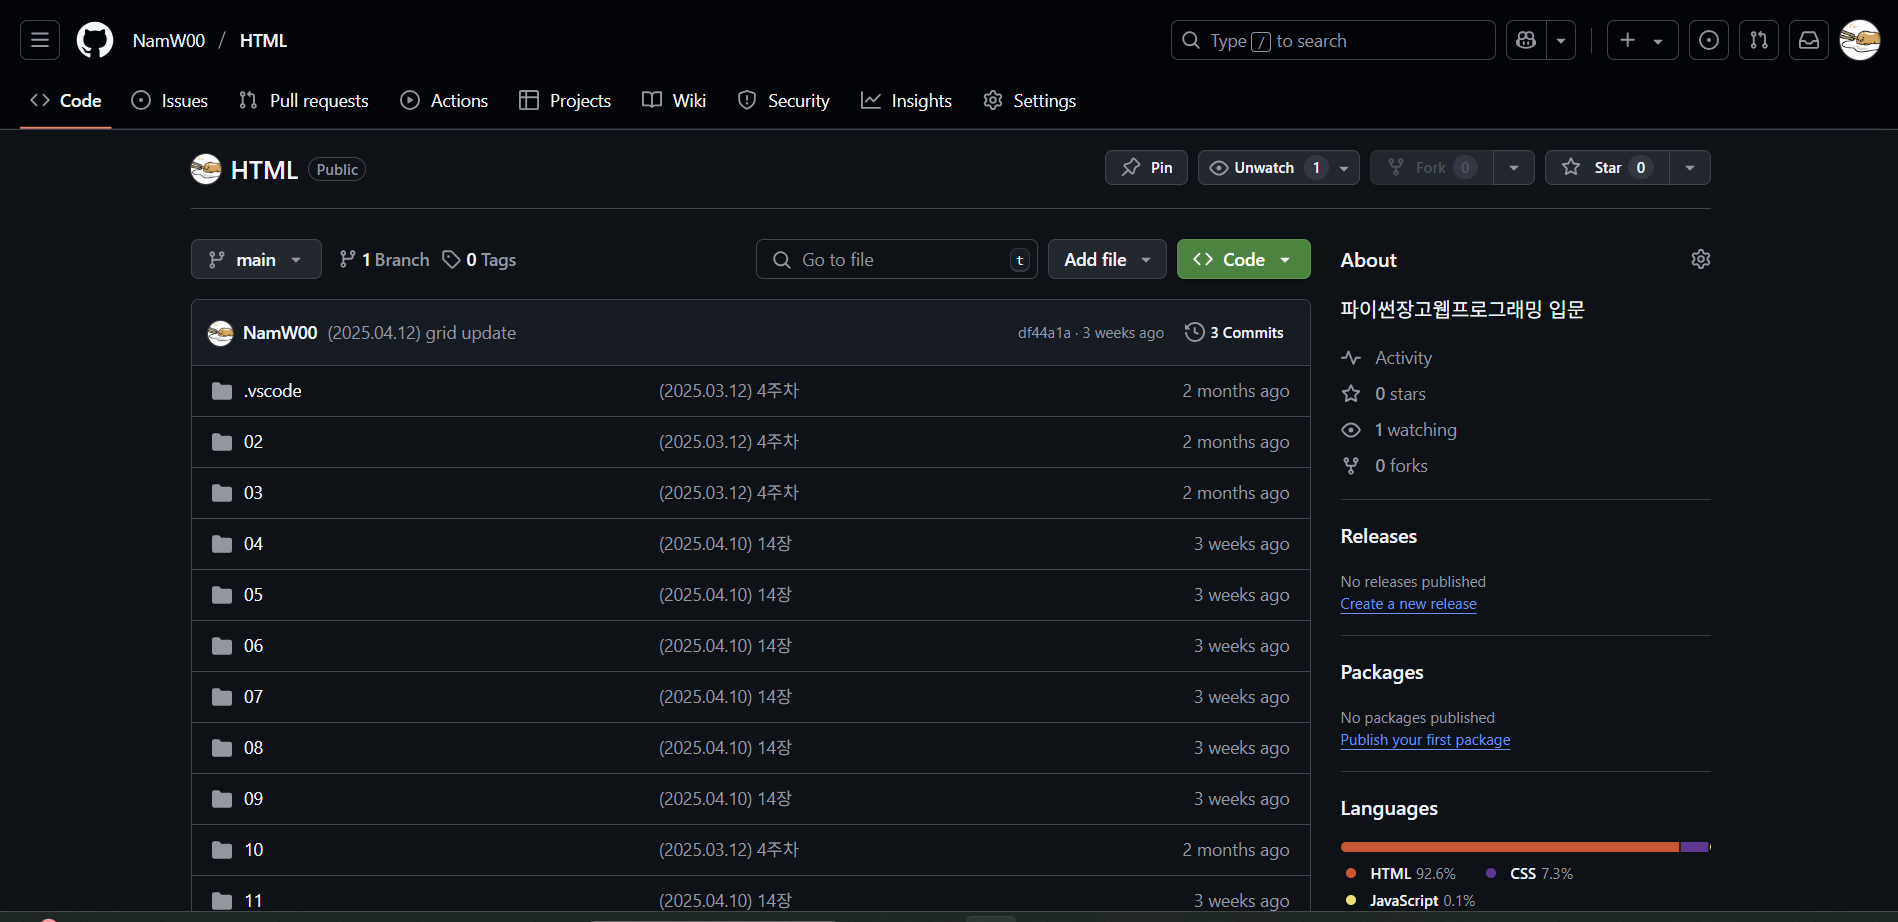 NamW00 / HTML
Type / to search
Code Issues Pull requests Actions Projects Wiki Security Insights Settings
HTML Public
Pin Unwatch 1 Fork 0 Star 0
main 1 Branch 0 Tags Go to file t Add file Code
NamW00 (2025.04.12) grid update df44a1a · 3 weeks ago 3 Commits
.vscode (2025.03.12) 4주차 2 months ago
02 (2025.03.12) 4주차 2 months ago
03 (2025.03.12) 4주차 2 months ago
04 (2025.04.10) 14장 3 weeks ago
05 (2025.04.10) 14장 3 weeks ago
06 (2025.04.10) 14장 3 weeks ago
07 (2025.04.10) 14장 3 weeks ago
08 (2025.04.10) 14장 3 weeks ago
09 (2025.04.10) 14장 3 weeks ago
10 (2025.03.12) 4주차 2 months ago
11 (2025.04.10) 14장 3 weeks ago
About
파이썬장고웹프로그래밍 입문
Activity
0 stars
1 watching
0 forks
Releases
No releases published
Create a new release
Packages
No packages published
Publish your first package
Languages
HTML 92.6% CSS 7.3%
JavaScript 0.1%